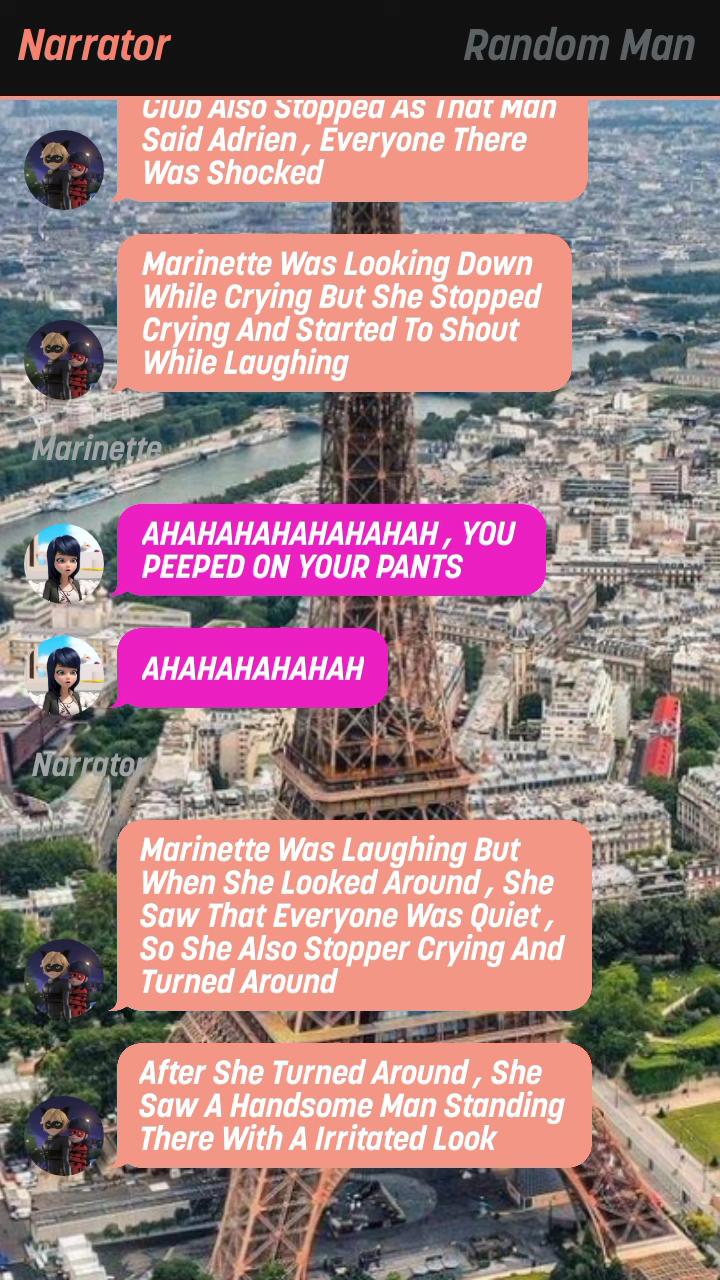 Narrator
Random Man
Club Also Stopped As That Man
Said Adrien , Everyone There
Was Shocked
Marinette Was Looking Down
While Crying But She Stopped
Crying And Started To Shout
While Laughing
Marinette
AHAHAHAHAHAHAHAH , YOU
PEEPED ON YOUR PANTS
AHAHAHAHAHAH
Narrator
Marinette Was Laughing But
When She Looked Around , She
Saw That Everyone Was Quiet ,
So She Also Stopper Crying And
Turned Around
After She Turned Around , She
Saw A Handsome Man Standing
There With A Irritated Look